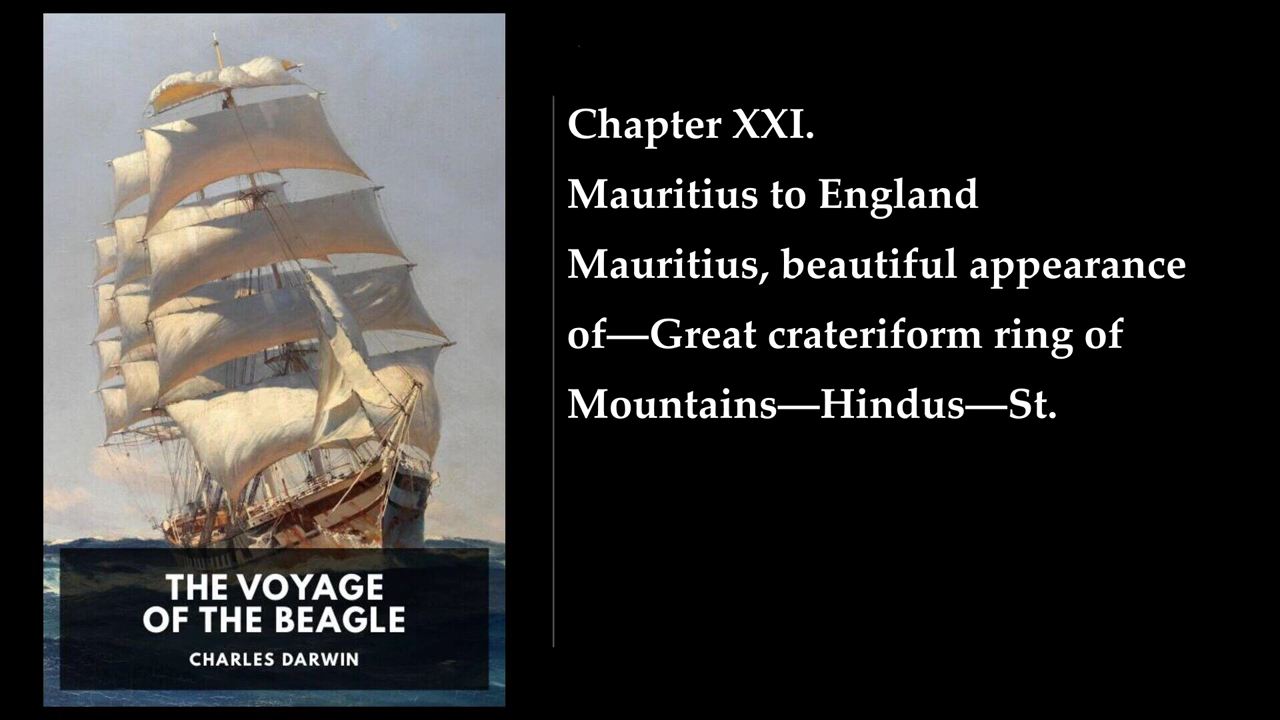 THE VOYAGE
OF THE BEAGLE
CHARLES DARWIN
Chapter XXI.
Mauritius to England
Mauritius, beautiful appearance
of—Great crateriform ring of
Mountains—Hindus—St.